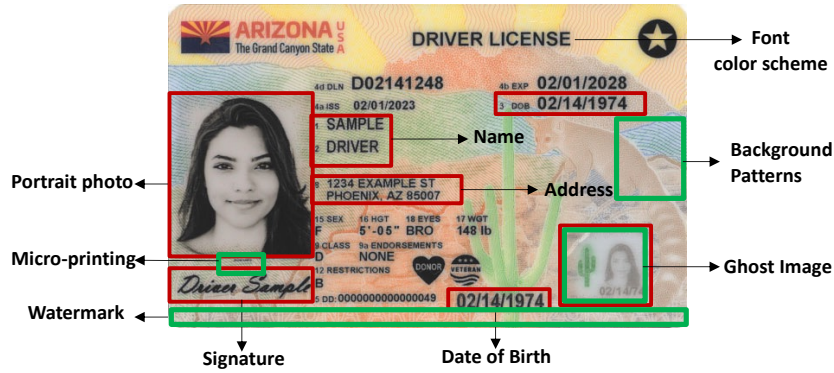 ARIZONA USA
The Grand Canyon State
DRIVER LICENSE
Font
color scheme
4d DLN D02141248
4b EXP 02/01/2028
4a ISS 02/01/2023
3 DOB 02/14/1974
1 SAMPLE
2 DRIVER
Name
Background
Patterns
8 1234 EXAMPLE ST
PHOENIX, AZ 85007
Address
Portrait photo
15 SEX 16 HGT 18 EYES 17 WGT
F 5'-05" BRO 148 lb
9 CLASS 9a ENDORSEMENTS
D NONE
12 RESTRICTIONS
B
DONOR
VETERAN
Micro-printing
Ghost Image
Driver Sample
02/14/74
5 DD: 0000000000000049
02/14/1974
Watermark
Signature
Date of Birth